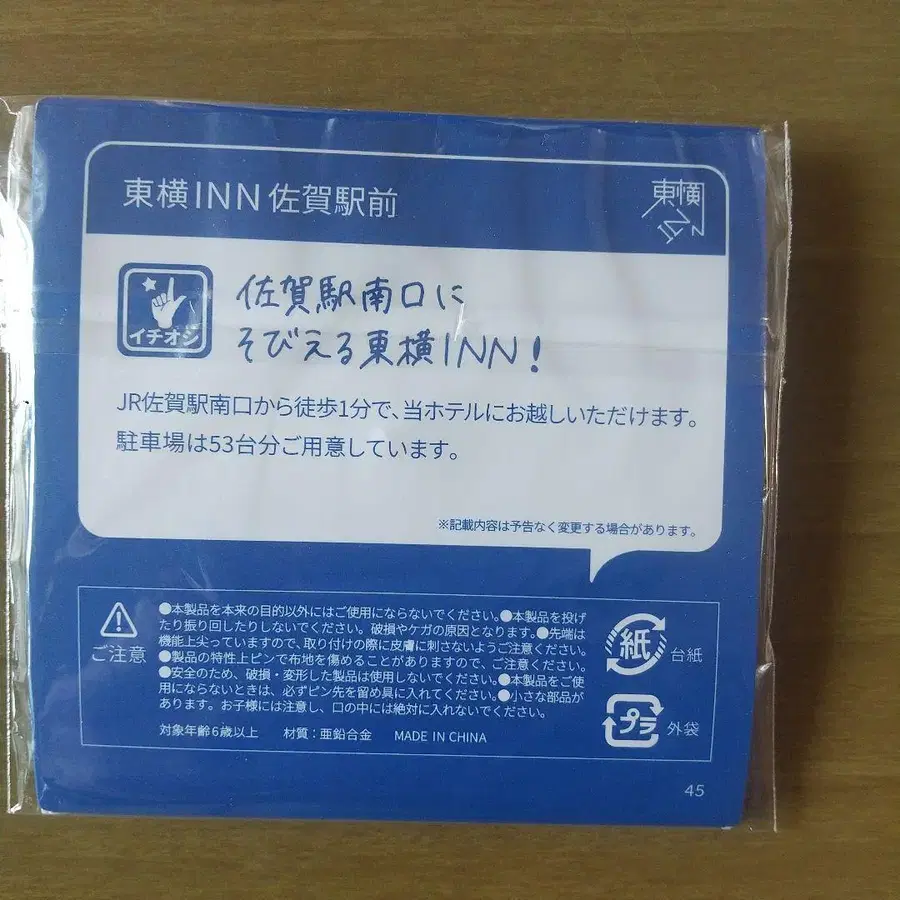 東横INN 佐賀駅前
東横INN
イチオシ
佐賀駅南口に
そびえる東横INN!
JR佐賀駅南口から徒歩1分で、当ホテルにお越しいただけます。
駐車場は53台分ご用意しています。
※記載内容は予告なく変更する場合があります。
ご注意
●本製品を本来の目的以外にはご使用にならないでください。●本製品を投げ
たり振り回したりしないでください。破損やケガの原因となります。●先端は
機能上尖っていますので、取り付けの際に皮膚に刺さないようご注意ください。
●製品の特性上ピンで布地を傷めることがありますので、ご注意ください。
●安全のため、破損・変形した製品は使用しないでください。●本製品をご使
用にならないときは、必ずピン先を留め具に入れてください。●小さな部品が
あります。お子様には注意し、口の中には絶対に入れないでください。
対象年齢6歳以上 材質：亜鉛合金 MADE IN CHINA
紙 台紙
プラ 外袋
45